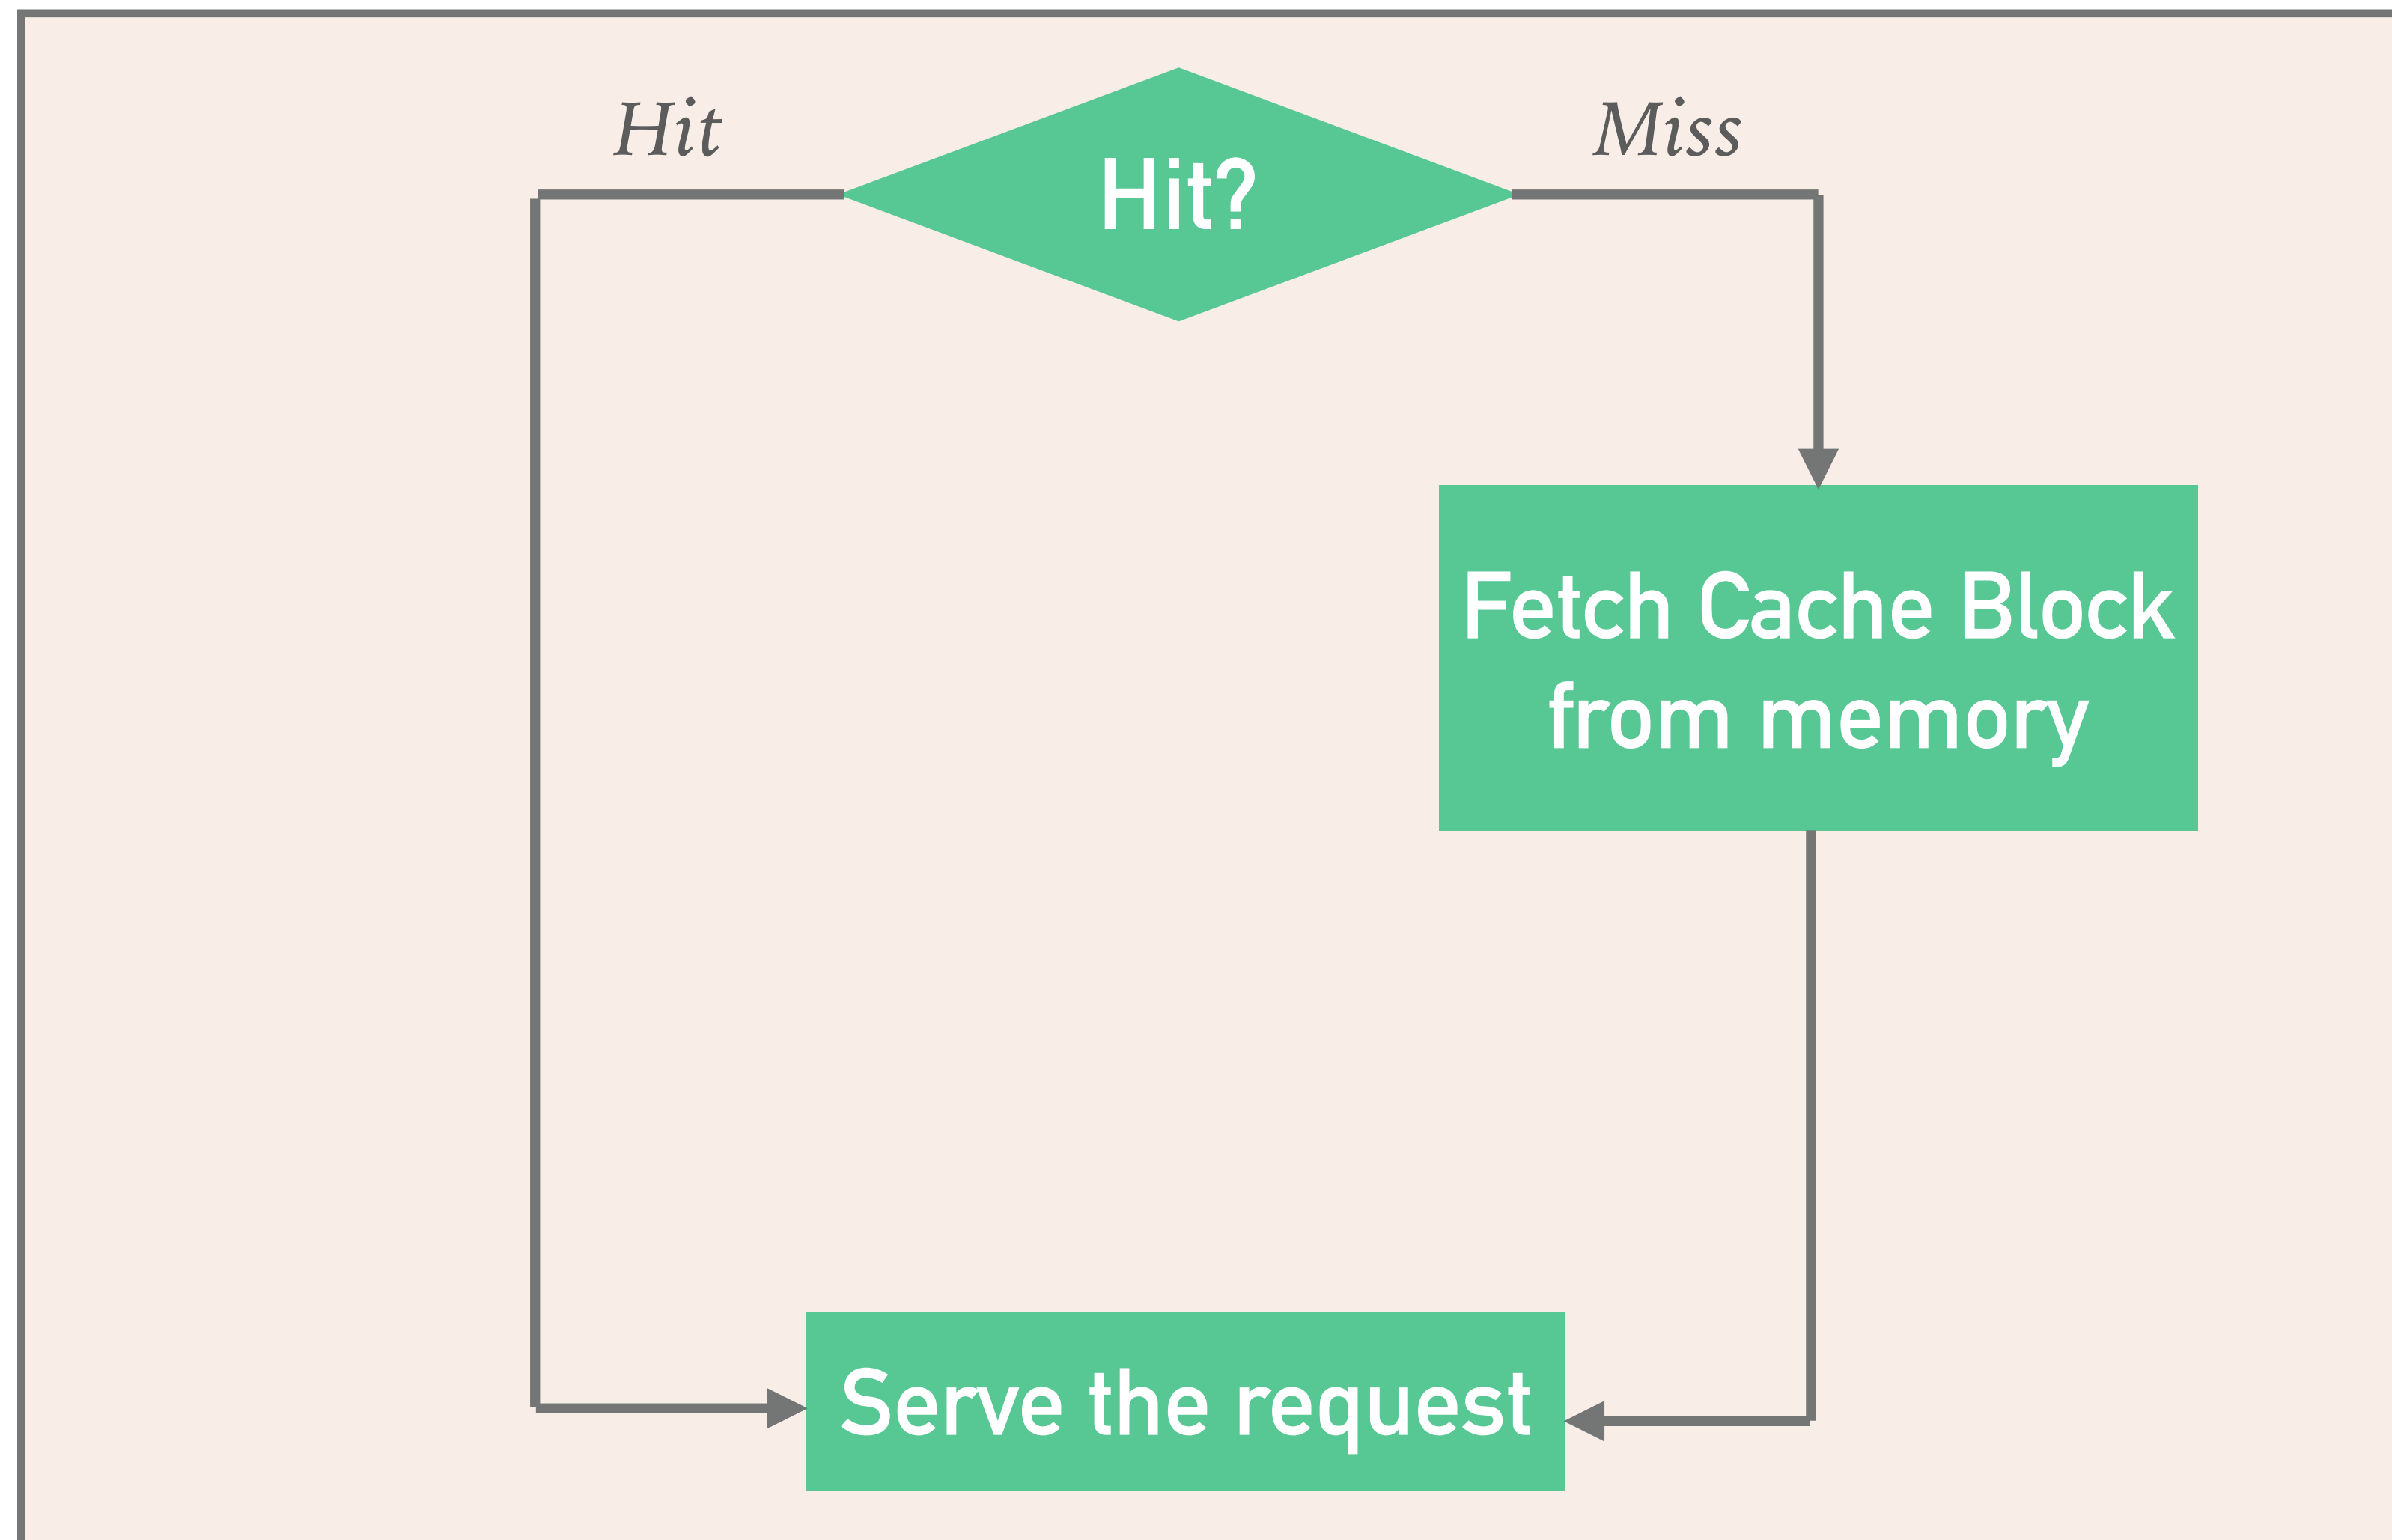 Hit
Hit?
Miss
Fetch Cache Block
from memory
Serve the request